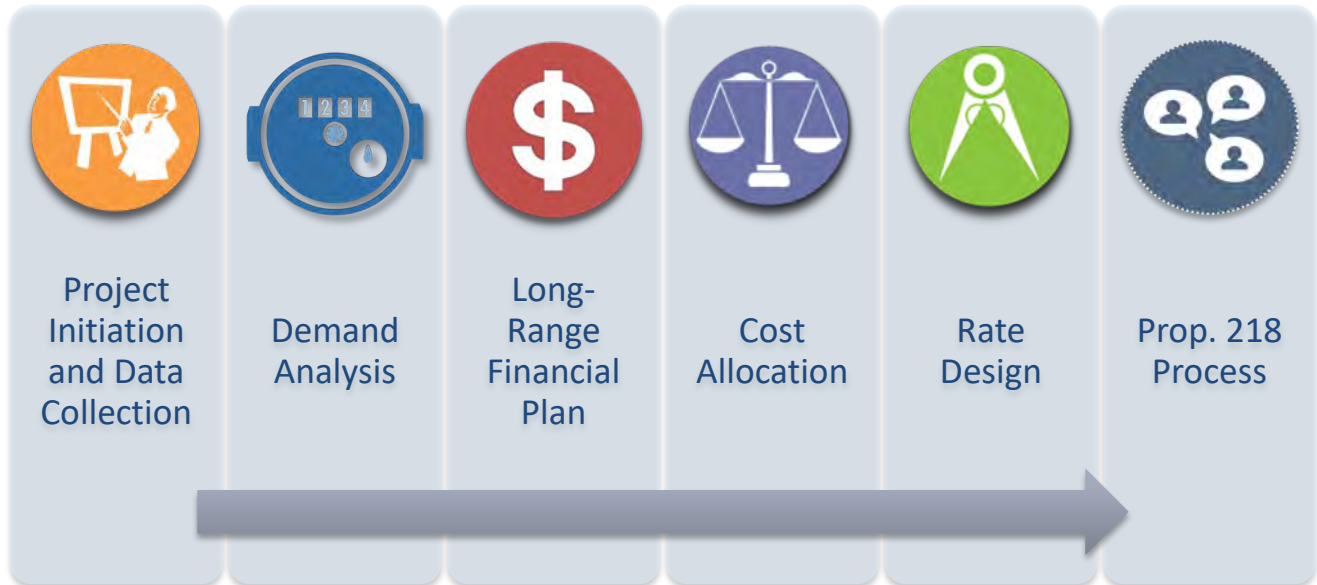 1 2 3 4
Project
Initiation
and Data
Collection
Demand
Analysis
Long-
Range
Financial
Plan
Cost
Allocation
Rate
Design
Prop. 218
Process
$